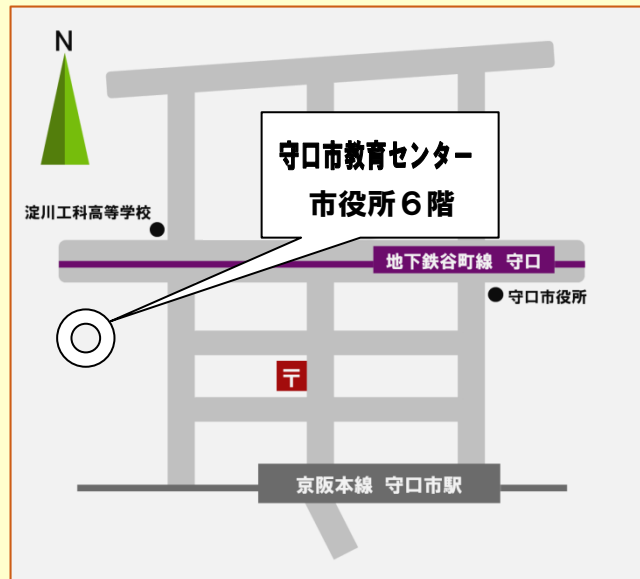 N
守口市教育センター
市役所６階
淀川工科高等学校
地下鉄谷町線 守口
守口市役所
〒
京阪本線 守口市駅